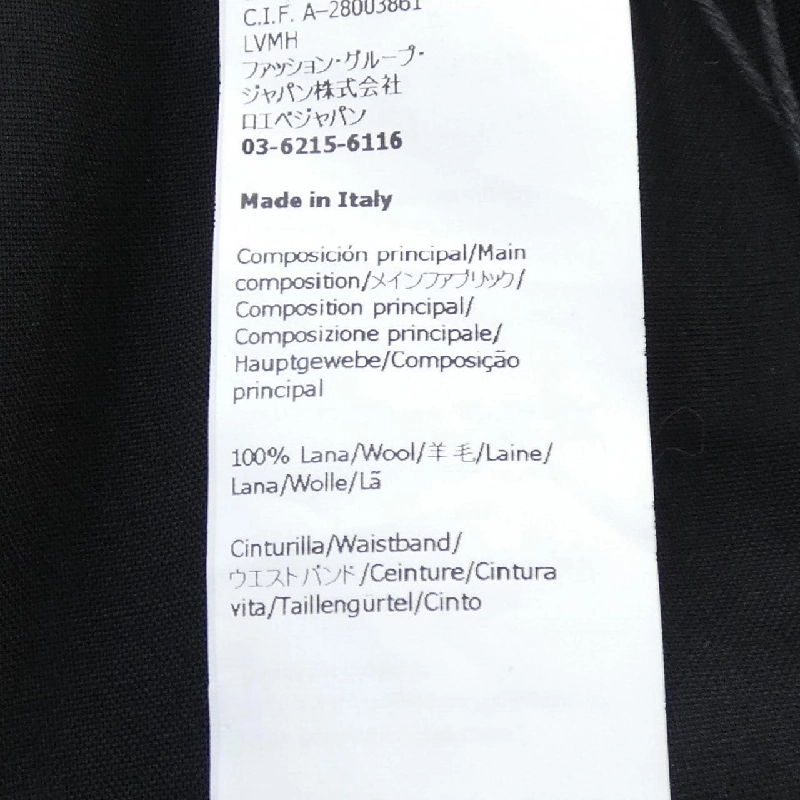 C.I.F. A-28003861
LVMH
ファッション・グループ・
ジャパン株式会社
ロエベジャパン
03-6215-6116
Made in Italy
Composición principal/Main
composition/メインファブリック/
Composition principal/
Composizione principale/
Hauptgewebe/Composição
principal
100% Lana/Wool/羊毛/Laine/
Lana/Wolle/Lã
Cinturilla/Waistband/
ウエストバンド/Ceinture/Cintura
vita/Taillengürtel/Cinto